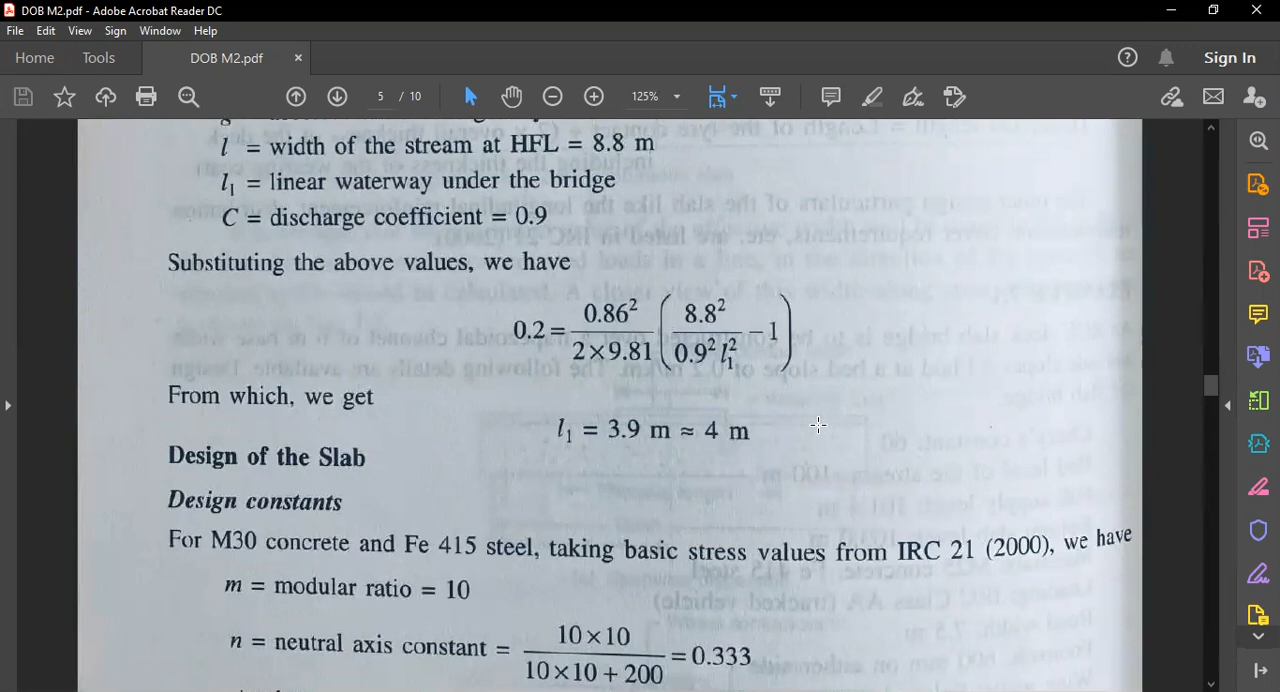 DOB M2.pdf - Adobe Acrobat Reader DC
File Edit View Sign Window Help
Home Tools DOB M2.pdf × Sign In
5 / 10 125%
l = width of the stream at HFL = 8.8 m
l₁ = linear waterway under the bridge
C = discharge coefficient = 0.9
Substituting the above values, we have
0.2 = 0.86² / 2×9.81 (8.8² / 0.9² l₁² − 1)
From which, we get
l₁ = 3.9 m ≈ 4 m
Design of the Slab
Design constants
For M30 concrete and Fe 415 steel, taking basic stress values from IRC 21 (2000), we have
m = modular ratio = 10
n = neutral axis constant = 10×10 / 10×10 + 200 = 0.333